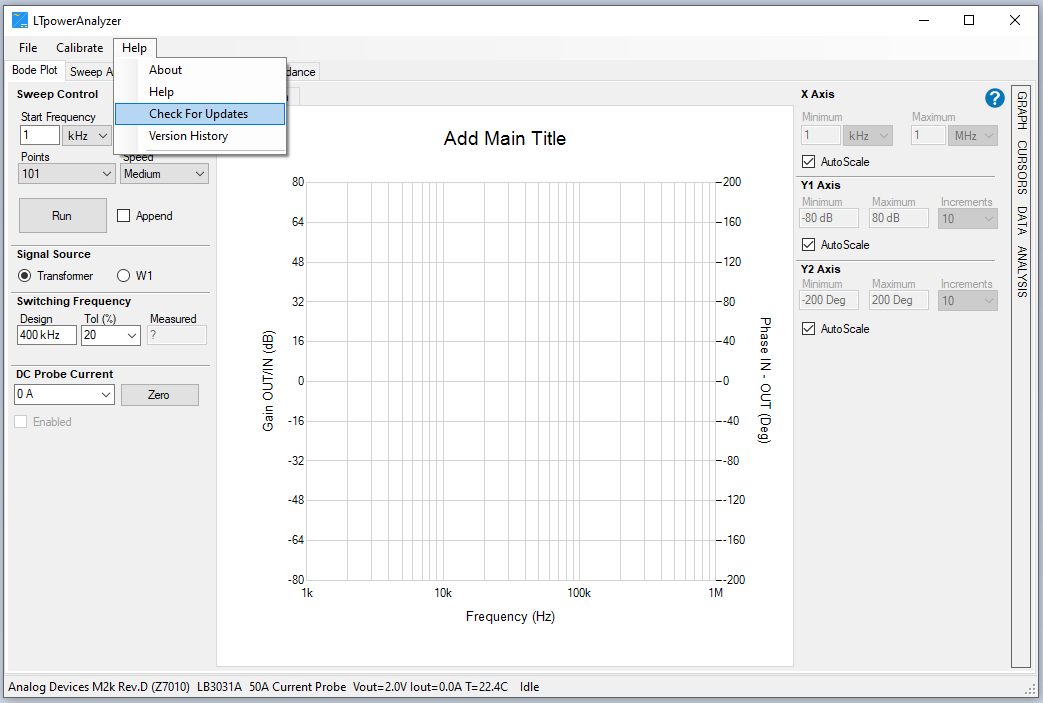 LTpowerAnalyzer
File Calibrate Help
Bode Plot Sweep A dance
About
Help
Check For Updates
Version History
Sweep Control
Start Frequency
1 kHz
Points Speed
101 Medium
Run Append
Signal Source
Transformer W1
Switching Frequency
Design Tol (%) Measured
400 kHz 20 ?
DC Probe Current
0 A Zero
Enabled
Add Main Title
80 200
64 160
48 120
32 80
16 40
0 0
-16 -40
-32 -80
-48 -120
-64 -160
-80 -200
1k 10k 100k 1M
Gain OUT/IN (dB)
Phase IN - OUT (Deg)
Frequency (Hz)
X Axis ?
Minimum Maximum
1 kHz 1 MHz
AutoScale
Y1 Axis
Minimum Maximum Increments
-80 dB 80 dB 10
AutoScale
Y2 Axis
Minimum Maximum Increments
-200 Deg 200 Deg 10
AutoScale
GRAPH CURSORS DATA ANALYSIS
Analog Devices M2k Rev.D (Z7010) LB3031A 50A Current Probe Vout=2.0V Iout=0.0A T=22.4C Idle